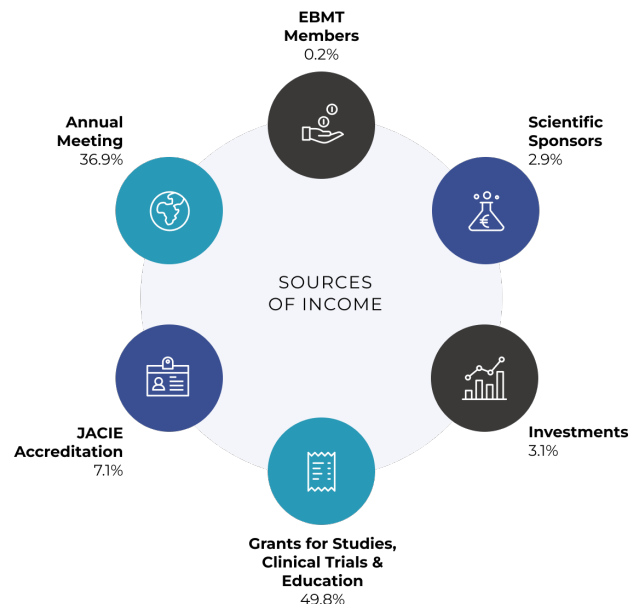 EBMT
Members
0.2%
Annual
Meeting
36.9%
Scientific
Sponsors
2.9%
€
SOURCES
OF INCOME
JACIE
Accreditation
7.1%
Investments
3.1%
Grants for Studies,
Clinical Trials &
Education
49.8%